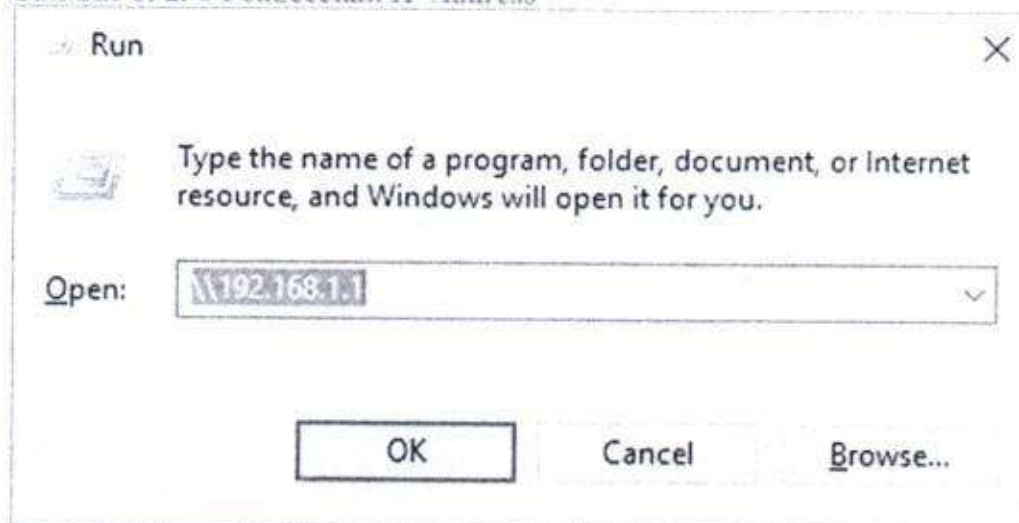 Run
Type the name of a program, folder, document, or Internet
resource, and Windows will open it for you.
Open:
\\192.168.1.1
OK
Cancel
Browse...